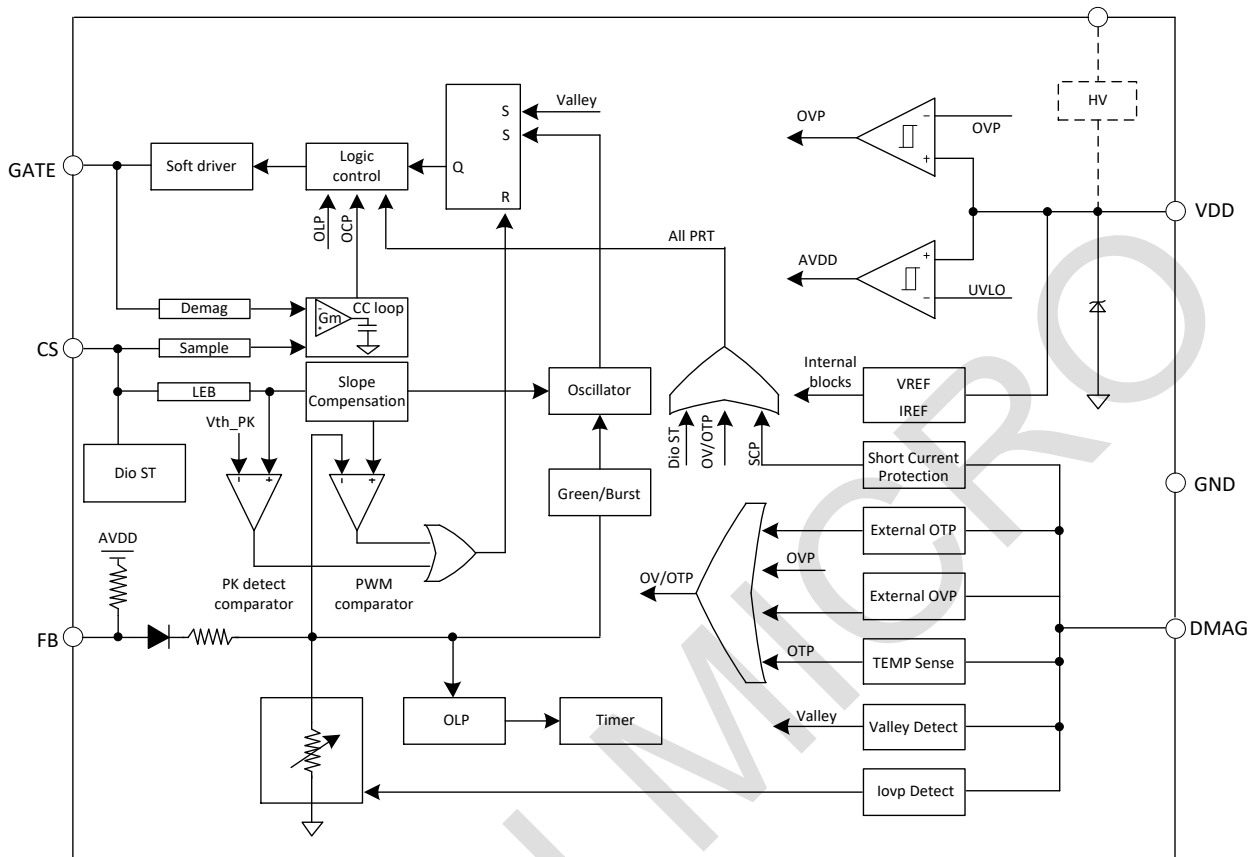 HV
Valley
S
S
Q
R
OVP
OVP
−
+
GATE
Soft driver
Logic
control
OLP
OCP
VDD
All PRT
AVDD
+
−
UVLO
Demag
CC loop
−
+
Gm
CS
Sample
LEB
Slope
Compensation
Oscillator
Internal
blocks
VREF
IREF
Vth_PK
Dio ST
OV/OTP
SCP
Short Current
Protection
Dio ST
−
+
−
+
Green/Burst
GND
External OTP
AVDD
PK detect
comparator
PWM
comparator
OV/OTP
OVP
External OVP
FB
DMAG
OTP
TEMP Sense
OLP
Timer
Valley
Valley Detect
Iovp Detect
MICRO